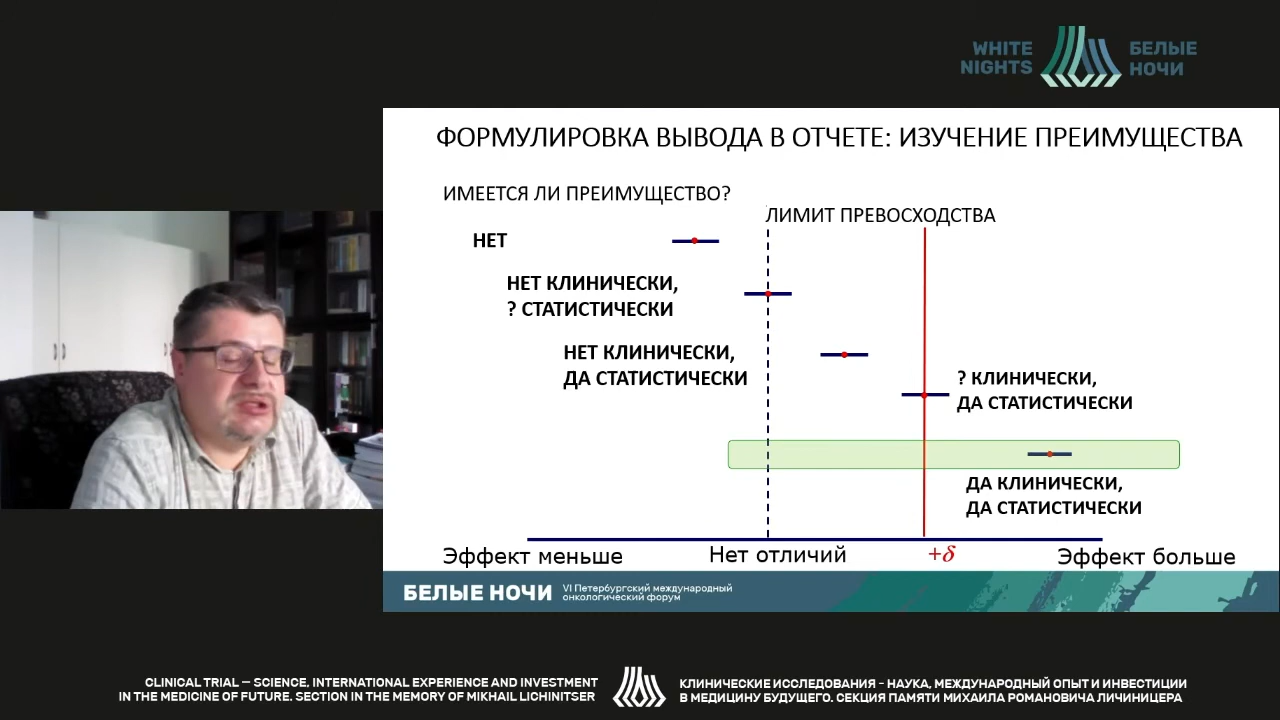 WHITE
NIGHTS
БЕЛЫЕ
НОЧИ
ФОРМУЛИРОВКА ВЫВОДА В ОТЧЕТЕ: ИЗУЧЕНИЕ ПРЕИМУЩЕСТВА
ИМЕЕТСЯ ЛИ ПРЕИМУЩЕСТВО?
ЛИМИТ ПРЕВОСХОДСТВА
НЕТ
НЕТ КЛИНИЧЕСКИ,
? СТАТИСТИЧЕСКИ
НЕТ КЛИНИЧЕСКИ,
ДА СТАТИСТИЧЕСКИ
? КЛИНИЧЕСКИ,
ДА СТАТИСТИЧЕСКИ
ДА КЛИНИЧЕСКИ,
ДА СТАТИСТИЧЕСКИ
Эффект меньше
Нет отличий
+δ
Эффект больше
БЕЛЫЕ НОЧИ
VI Петербургский международный
онкологический форум
CLINICAL TRIAL – SCIENCE, INTERNATIONAL EXPERIENCE AND INVESTMENT
IN THE MEDICINE OF FUTURE. SECTION IN THE MEMORY OF MIKHAIL LICHINITSER
КЛИНИЧЕСКИЕ ИССЛЕДОВАНИЯ - НАУКА, МЕЖДУНАРОДНЫЙ ОПЫТ И ИНВЕСТИЦИИ
В МЕДИЦИНУ БУДУЩЕГО. СЕКЦИЯ ПАМЯТИ МИХАИЛА РОМАНОВИЧА ЛИЧИНИЦЕРА